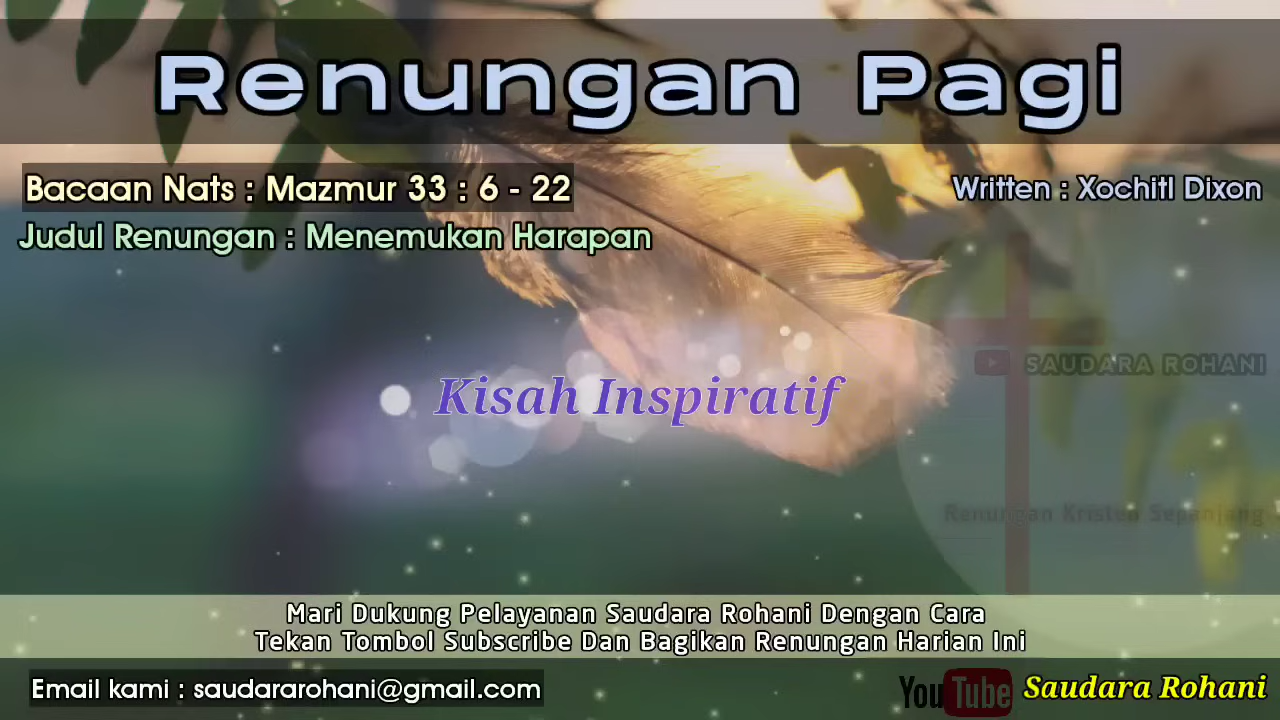 Renungan Pagi
Bacaan Nats : Mazmur 33 : 6 - 22
Written : Xochitl Dixon
Judul Renungan : Menemukan Harapan
SAUDARA ROHANI
Kisah Inspiratif
Renungan Kristen Sepanjang
Mari Dukung Pelayanan Saudara Rohani Dengan Cara
Tekan Tombol Subscribe Dan Bagikan Renungan Harian Ini
Email kami : saudararohani@gmail.com
YouTube Saudara Rohani